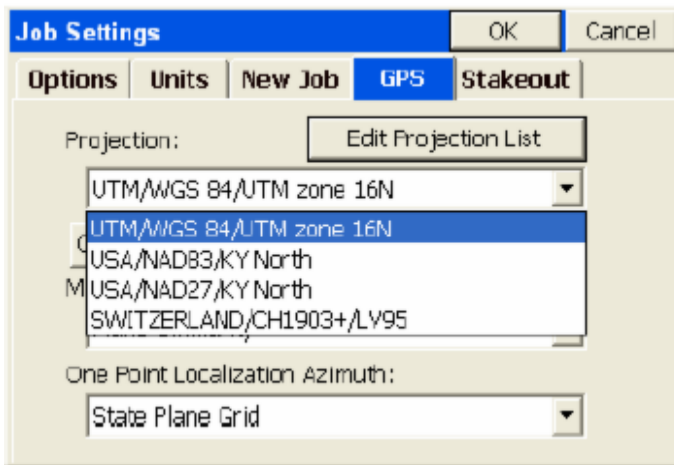 Job Settings OK Cancel
Options Units New Job GPS Stakeout
Projection: Edit Projection List
UTM/WGS 84/UTM zone 16N
UTM/WGS 84/UTM zone 16N
USA/NAD83/KY North
USA/NAD27/KY North
SWITZERLAND/CH1903+/LV95
One Point Localization Azimuth:
State Plane Grid